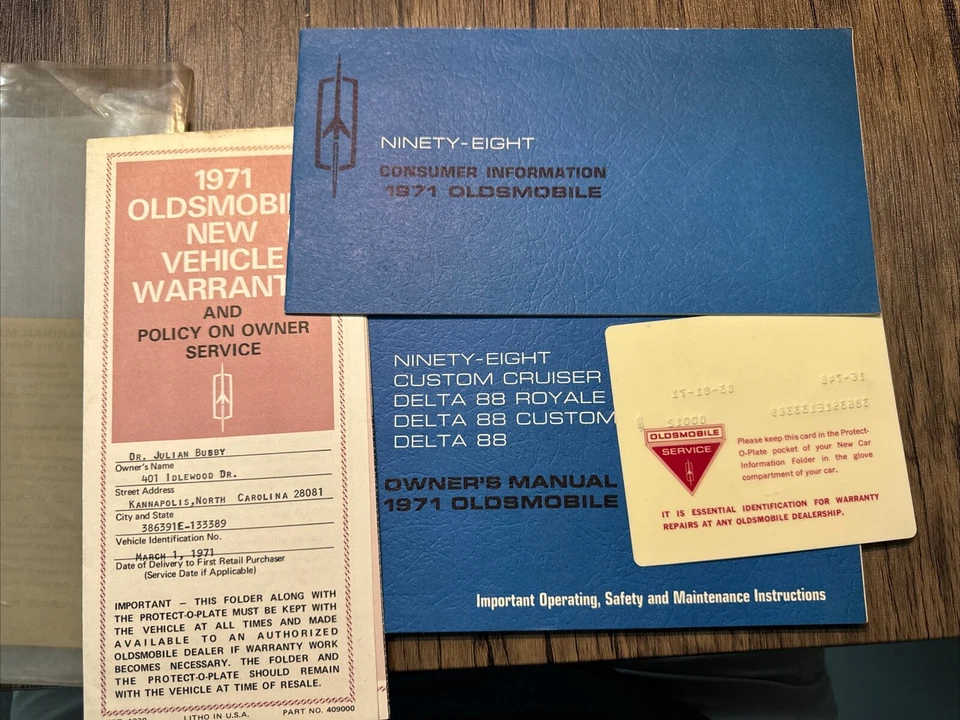 NINETY-EIGHT
CONSUMER INFORMATION
1971 OLDSMOBILE
1971
OLDSMOBI
NEW
VEHICLE
WARRANT
AND
POLICY ON OWNER
SERVICE
DR. JULIAN BUBBY
Owner's Name
401 IDLEWOOD DR.
Street Address
KANNAPOLIS, NORTH CAROLINA 28081
City and State
386391E-133389
Vehicle Identification No.
MARCH 1, 1971
Date of Delivery to First Retail Purchaser
(Service Date if Applicable)
IMPORTANT — THIS FOLDER ALONG WITH
THE PROTECT-O-PLATE MUST BE KEPT WITH
THE VEHICLE AT ALL TIMES AND MADE
AVAILABLE TO AN AUTHORIZED
OLDSMOBILE DEALER IF WARRANTY WORK
BECOMES NECESSARY. THE FOLDER AND
THE PROTECT-O-PLATE SHOULD REMAIN
WITH THE VEHICLE AT TIME OF RESALE.
LITHO IN U.S.A.
PART NO. 409000
NINETY-EIGHT
CUSTOM CRUISER
DELTA 88 ROYALE
DELTA 88 CUSTOM
DELTA 88
OWNER'S MANUAL
1971 OLDSMOBILE
Important Operating, Safety and Maintenance Instructions
OLDSMOBILE
SERVICE
Please keep this card in the Protect-
O-Plate pocket of your New Car
Information Folder in the glove
compartment of your car.
IT IS ESSENTIAL IDENTIFICATION FOR WARRANTY
REPAIRS AT ANY OLDSMOBILE DEALERSHIP.